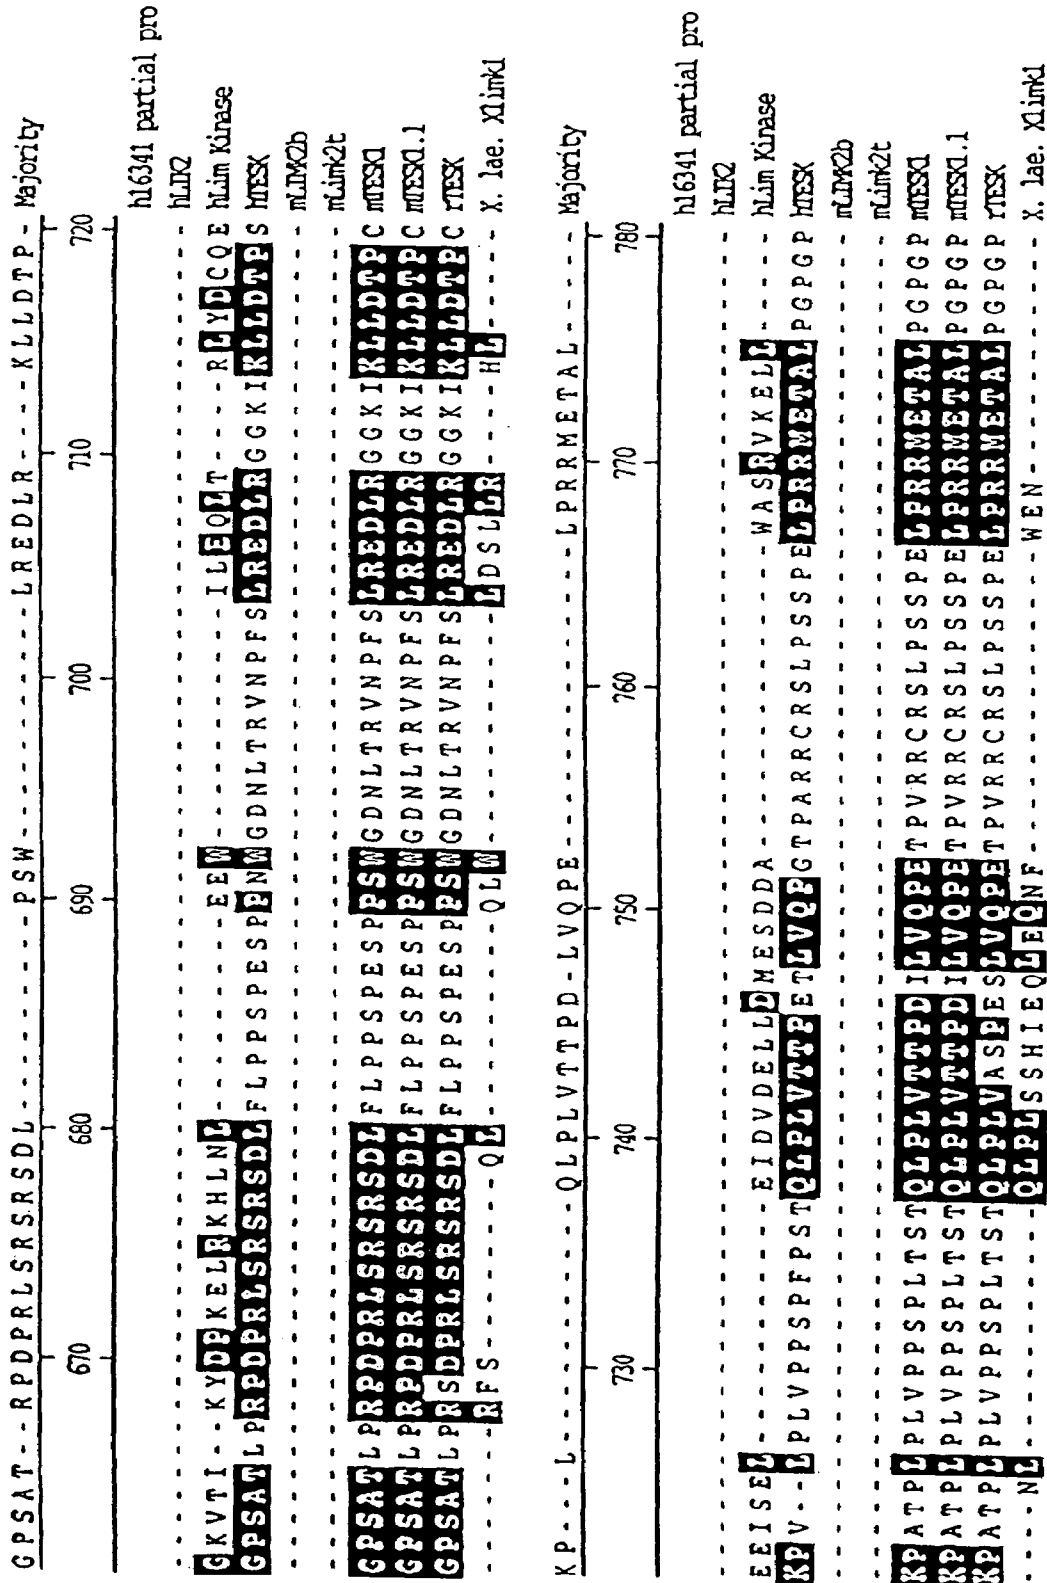 GPSAT--RPDPRLSRSRSDL---------PSW-----------LREDLR----KLLDTP- Majority
670 680 690 700 710 720
------------------------------------------------------------ h16341 partial pro
------------------------------------------------------------ hLIK2
GKVTI--KYDPKELRKHLNL---------EEW-----------ILEQLT----RLYDCQE hLim Kinase
GPSATLPRPDPRLSRSRSDLFLPPSPESPPNWGDNLTRVNPFSLREDLRGGKIKLLDTPS hTESK
------------------------------------------------------------ mLIMK2b
------------------------------------------------------------ mLimk2t
GPSATLPRPDPRLSRSRSDLFLPPSPESPPSWGDNLTRVNPFSLREDLRGGKIKLLDTPC mTESK1
GPSATLPRPDPRLSRSRSDLFLPPSPESPPSWGDNLTRVNPFSLREDLRGGKIKLLDTPC mTESK1.1
GPSATLPRSDPRLSRSRSDLFLPPSPESPPSWGDNLTRVNPFSLREDLRGGKIKLLDTPC rTESK
-------RFS--------QL---------QLW-----------LDSLLR----HL----- X. lae. Xlimk1
KP---L-----------QLPLVTTPD-LVQPE--------------LPRRMETAL----- Majority
730 740 750 760 770 780
------------------------------------------------------------ h16341 partial pro
------------------------------------------------------------ hLIK2
EEISEL-----------EIDVDELLDMESDDA--------------WASRVKELL----- hLim Kinase
KPV--LPLVPPSPFPSTQLPLVTTPETLVQPGTPARRCRSLPSSPELPRRMETALPGPGP hTESK
------------------------------------------------------------ mLIMK2b
------------------------------------------------------------ mLimk2t
KPATPLPLVPPSPLTSTQLPLVTTPDILVQPETPVRRCRSLPSSPELPRRMETALPGPGP mTESK1
KPATPLPLVPPSPLTSTQLPLVTTPDILVQPETPVRRCRSLPSSPELPRRMETALPGPGP mTESK1.1
KPATPLPLVPPSPLTSTQLPLVASPESLVQPETPVRRCRSLPSSPELPRRMETALPGPGP rTESK
----NL-----------QLPLSSHIEQLEQNF--------------WEN----------- X. lae. Xlimk1